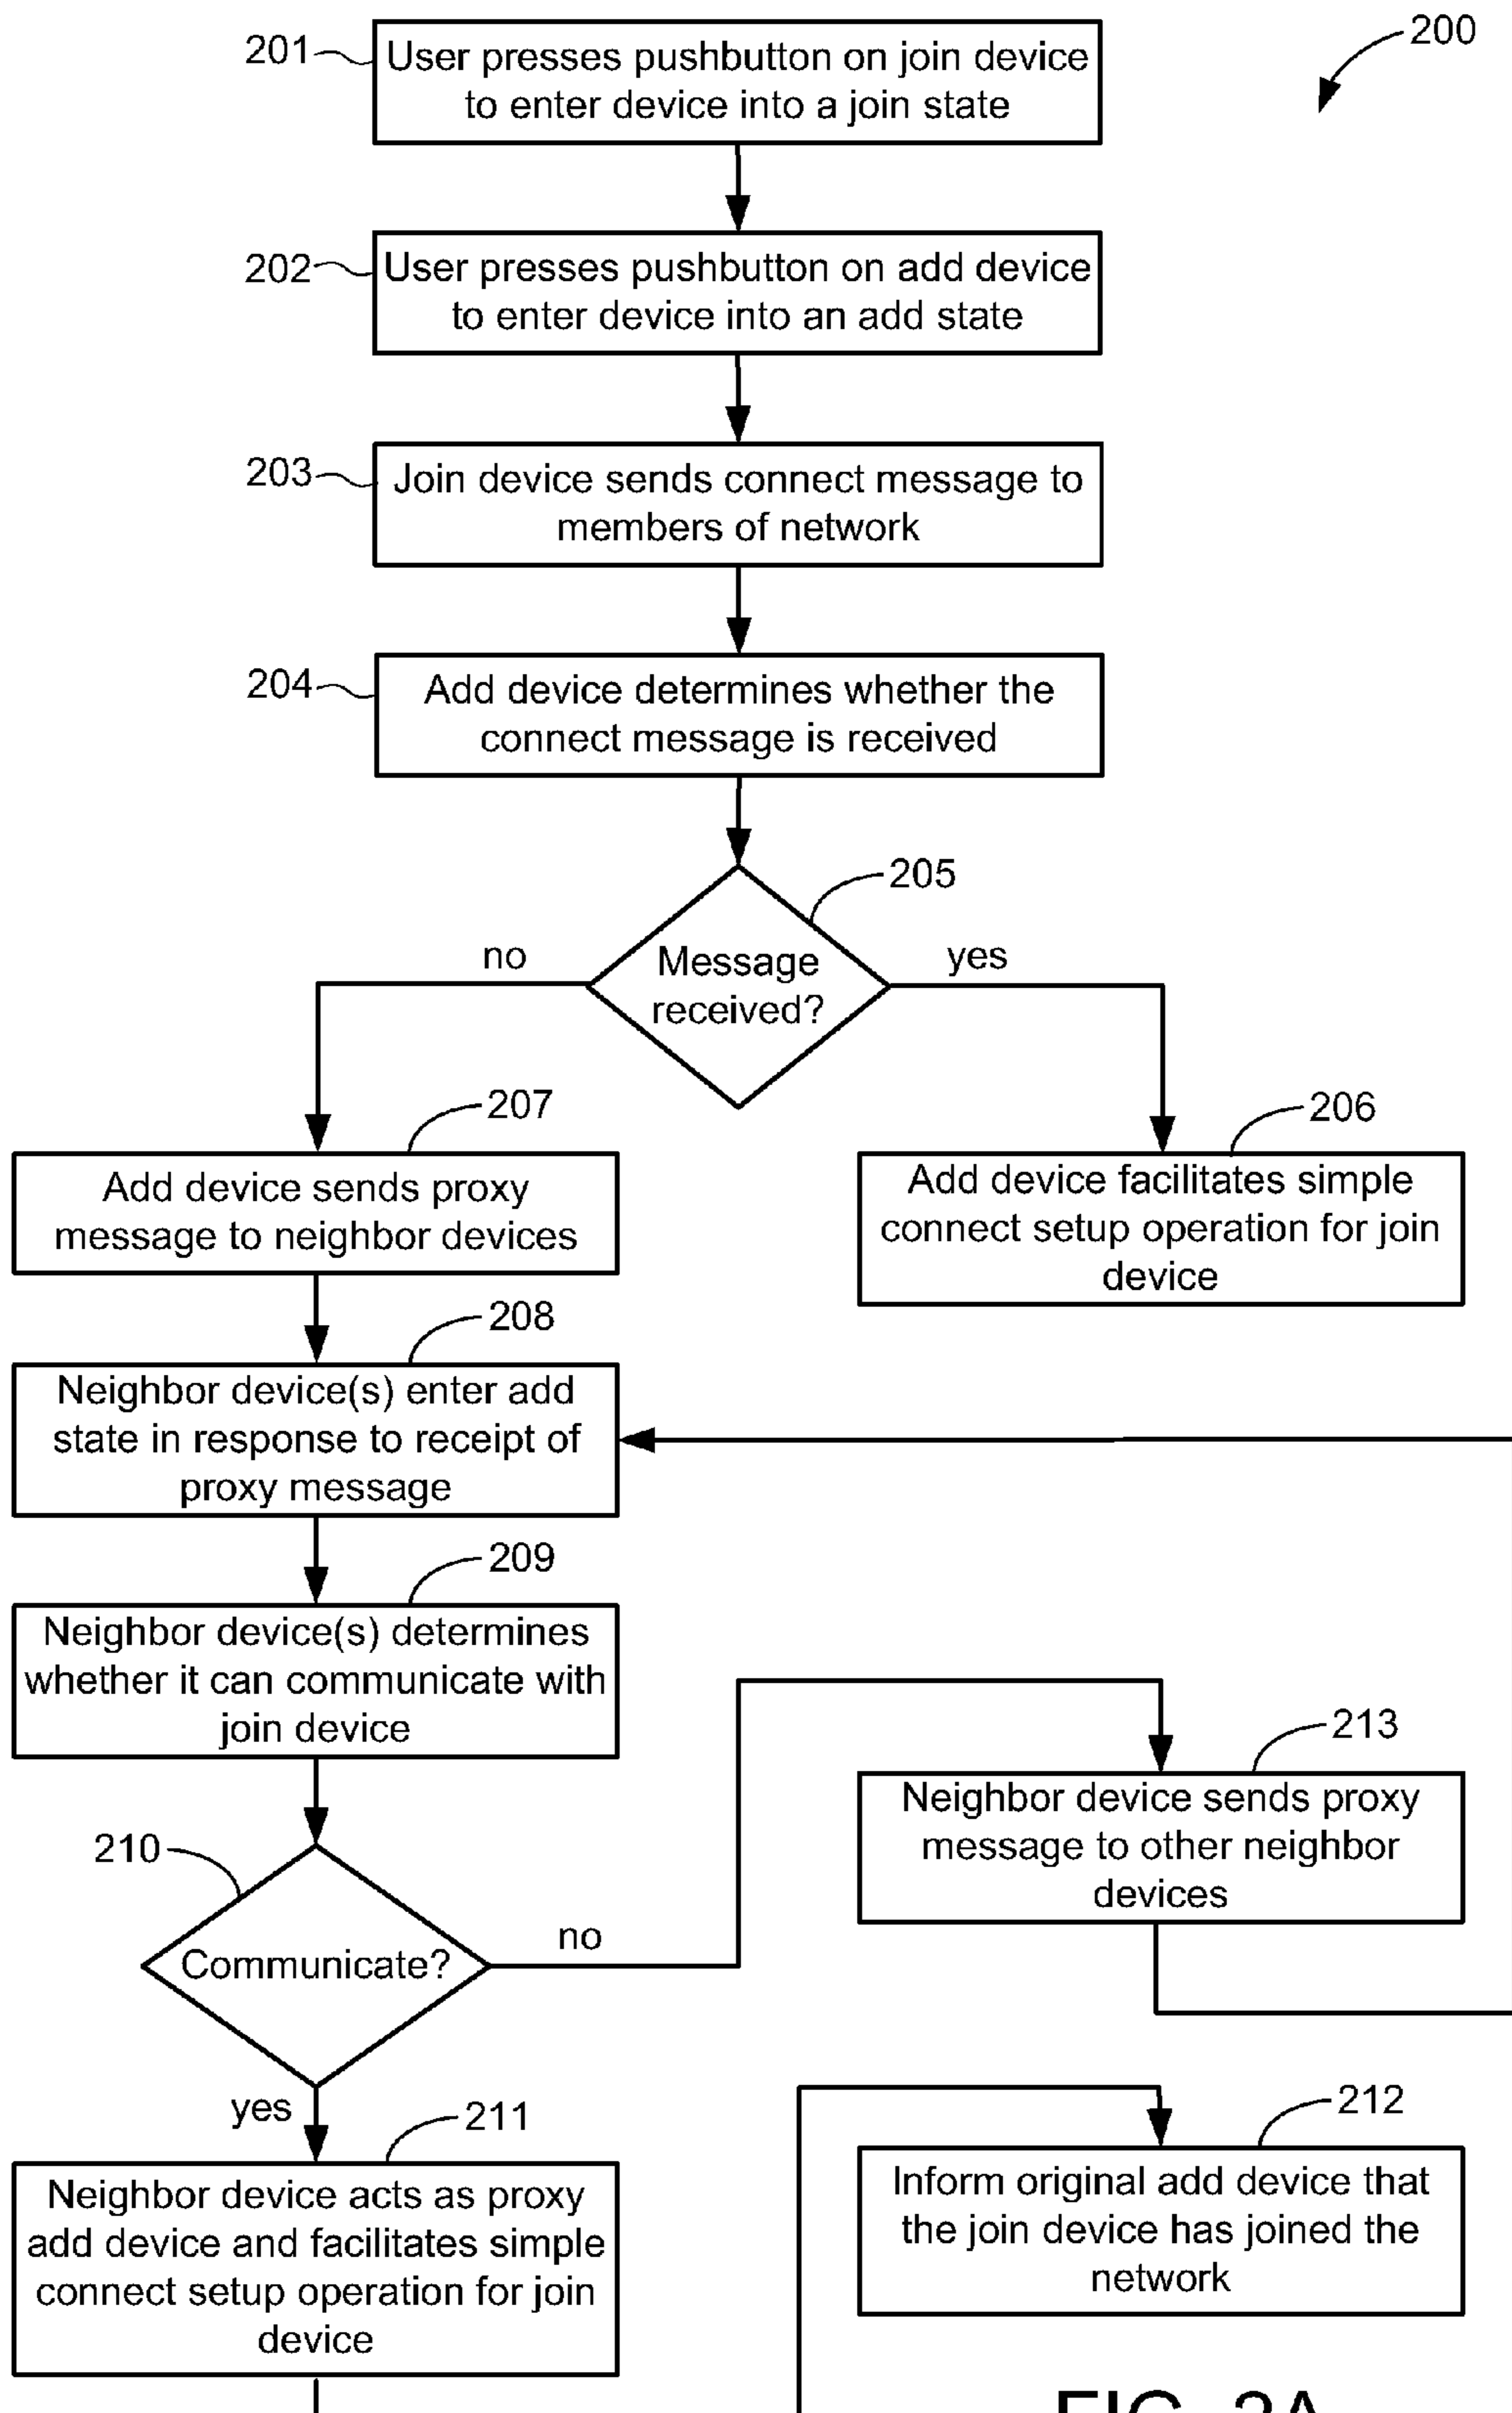 200
201
User presses pushbutton on join device
to enter device into a join state
202
User presses pushbutton on add device
to enter device into an add state
203
Join device sends connect message to
members of network
204
Add device determines whether the
connect message is received
205
Message
received?
no
yes
207
Add device sends proxy
message to neighbor devices
206
Add device facilitates simple
connect setup operation for join
device
208
Neighbor device(s) enter add
state in response to receipt of
proxy message
209
Neighbor device(s) determines
whether it can communicate with
join device
210
Communicate?
no
yes
213
Neighbor device sends proxy
message to other neighbor
devices
211
Neighbor device acts as proxy
add device and facilitates simple
connect setup operation for join
device
212
Inform original add device that
the join device has joined the
network